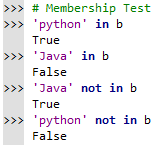 >>> # Membership Test
>>> 'python' in b
True
>>> 'Java' in b
False
>>> 'Java' not in b
True
>>> 'python' not in b
False